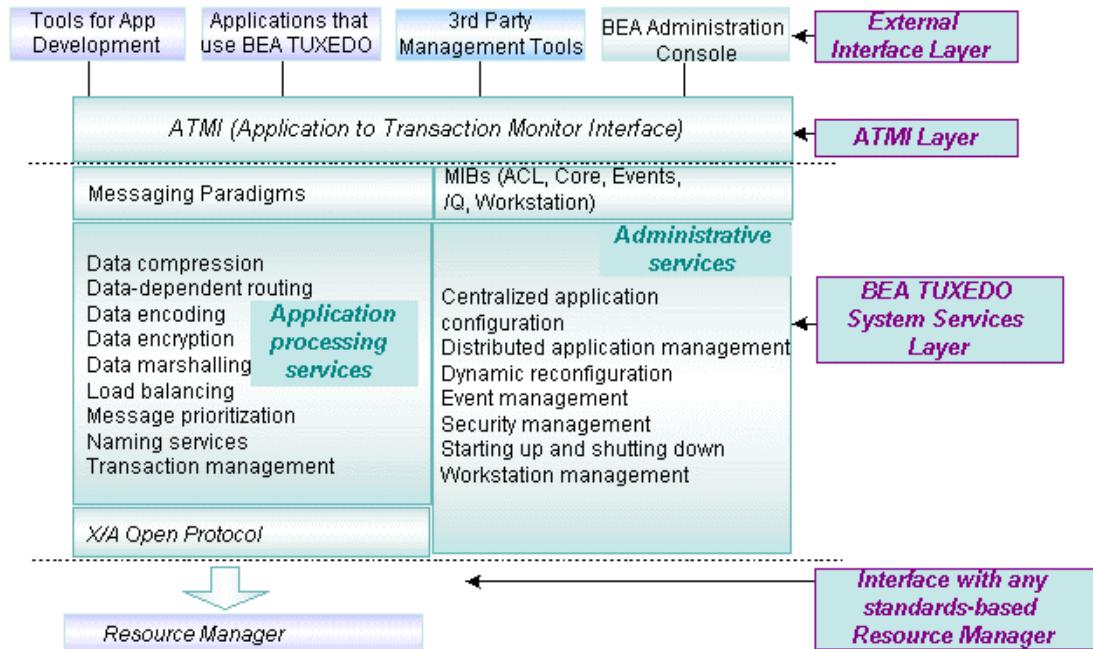 Tools for App
Development
Applications that
use BEA TUXEDO
3rd Party
Management Tools
BEA Administration
Console
External
Interface Layer
ATMI (Application to Transaction Monitor Interface)
ATMI Layer
Messaging Paradigms
MIBs (ACL, Core, Events,
/Q, Workstation)
Data compression
Data-dependent routing
Data encoding
Data encryption
Data marshalling
Load balancing
Message prioritization
Naming services
Transaction management
Application
processing
services
Administrative
services
Centralized application
configuration
Distributed application management
Dynamic reconfiguration
Event management
Security management
Starting up and shutting down
Workstation management
BEA TUXEDO
System Services
Layer
X/A Open Protocol
Interface with any
standards-based
Resource Manager
Resource Manager